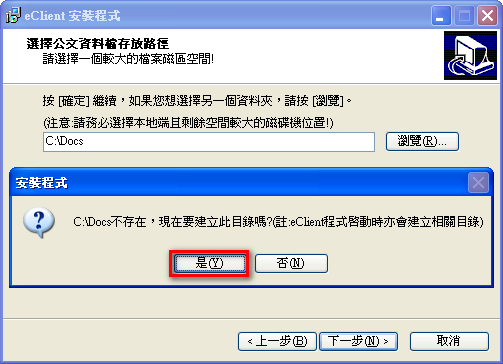 eClient 安裝程式
選擇公文資料檔存放路徑
請選擇一個較大的檔案磁區空間!
按 [確定] 繼續，如果您想選擇另一個資料夾，請按 [瀏覽]。
(注意:請務必選擇本地端且剩餘空間較大的磁碟機位置!)
C:\Docs
瀏覽(R)...
安裝程式
C:\Docs不存在，現在要建立此目錄嗎?(註:eClient程式啟動時亦會建立相關目錄)
是(Y)
否(N)
< 上一步(B)
下一步(N) >
取消